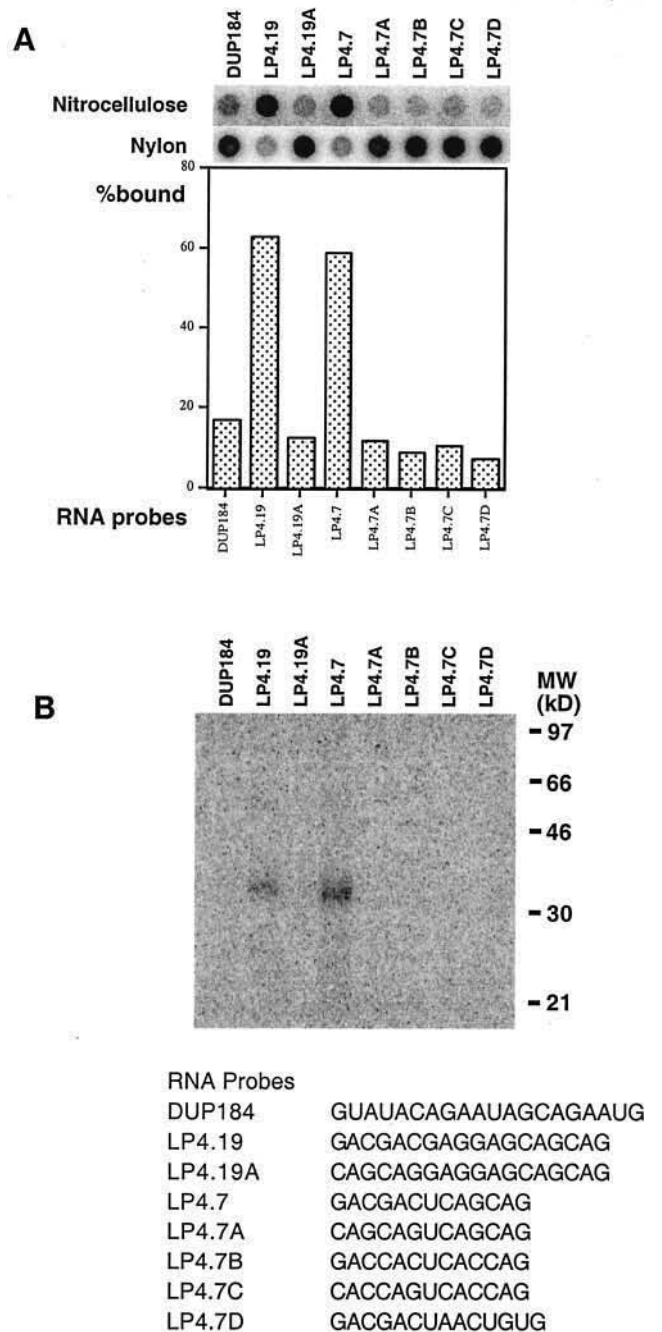 A
DUP184 LP4.19 LP4.19A LP4.7 LP4.7A LP4.7B LP4.7C LP4.7D
Nitrocellulose
Nylon
80
%bound
60
40
20
0
RNA probes
DUP184 LP4.19 LP4.19A LP4.7 LP4.7A LP4.7B LP4.7C LP4.7D
B
DUP184 LP4.19 LP4.19A LP4.7 LP4.7A LP4.7B LP4.7C LP4.7D
MW
(kD)
97
66
46
30
21
RNA Probes
DUP184 GUAUACAGAAUAGCAGAAUG
LP4.19 GACGACGAGGAGCAGCAG
LP4.19A CAGCAGGAGGAGCAGCAG
LP4.7 GACGACUCAGCAG
LP4.7A CAGCAGUCAGCAG
LP4.7B GACCACUCACCAG
LP4.7C CACCAGUCACCAG
LP4.7D GACGACUAACUGUG